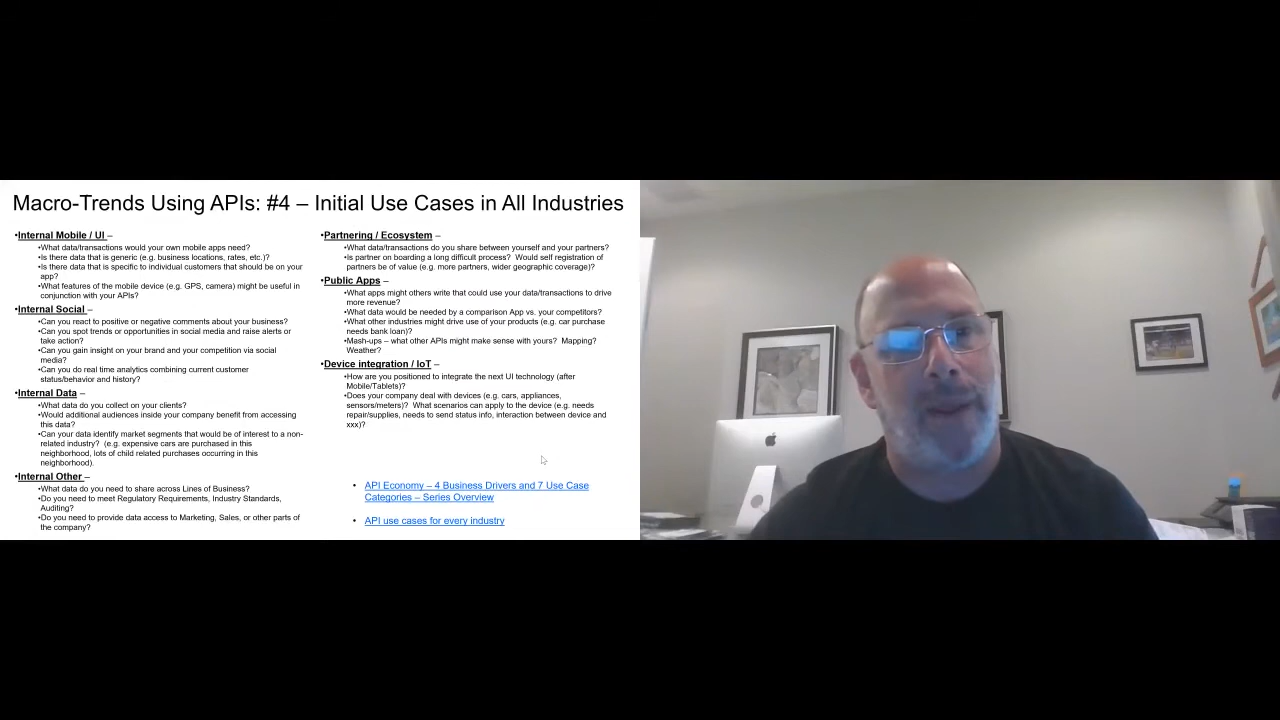 Macro-Trends Using APIs: #4 – Initial Use Cases in All Industries
•Internal Mobile / UI –
•What data/transactions would your own mobile apps need?
•Is there data that is generic (e.g. business locations, rates, etc.)?
•Is there data that is specific to individual customers that should be on your
app?
•What features of the mobile device (e.g. GPS, camera) might be useful in
conjunction with your APIs?
•Internal Social –
•Can you react to positive or negative comments about your business?
•Can you spot trends or opportunities in social media and raise alerts or
take action?
•Can you gain insight on your brand and your competition via social
media?
•Can you do real time analytics combining current customer
status/behavior and history?
•Internal Data –
•What data do you collect on your clients?
•Would additional audiences inside your company benefit from accessing
this data?
•Can your data identify market segments that would be of interest to a non-
related industry?  (e.g. expensive cars are purchased in this
neighborhood, lots of child related purchases occurring in this
neighborhood).
•Internal Other –
•What data do you need to share across Lines of Business?
•Do you need to meet Regulatory Requirements, Industry Standards,
Auditing?
•Do you need to provide data access to Marketing, Sales, or other parts of
the company?
•Partnering / Ecosystem –
•What data/transactions do you share between yourself and your partners?
•Is partner on boarding a long difficult process?  Would self registration of
partners be of value (e.g. more partners, wider geographic coverage)?
•Public Apps –
•What apps might others write that could use your data/transactions to drive
more revenue?
•What data would be needed by a comparison App vs. your competitors?
•What other industries might drive use of your products (e.g. car purchase
needs bank loan)?
•Mash-ups – what other APIs might make sense with yours?  Mapping?
Weather?
•Device integration / IoT –
•How are you positioned to integrate the next UI technology (after
Mobile/Tablets)?
•Does your company deal with devices (e.g. cars, appliances,
sensors/meters)?  What scenarios can apply to the device (e.g. needs
repair/supplies, needs to send status info, interaction between device and
xxx)?
• API Economy – 4 Business Drivers and 7 Use Case
Categories – Series Overview
• API use cases for every industry